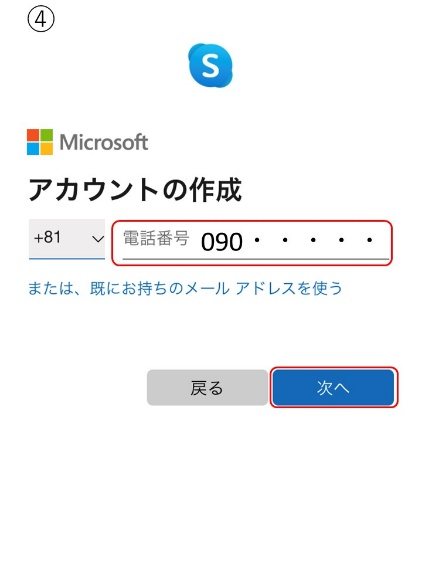 ④
S
Microsoft
アカウントの作成
+81 電話番号 090・・・・・
または、既にお持ちのメール アドレスを使う
戻る 次へ